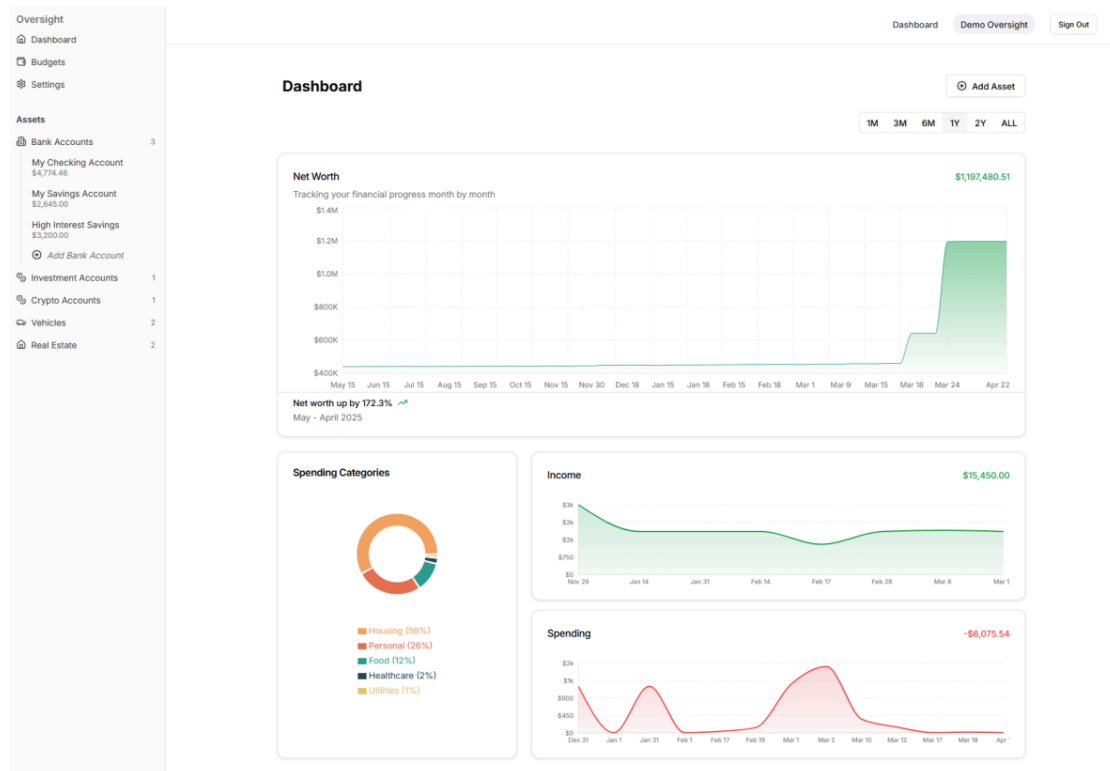 Oversight
Dashboard
Budgets
Settings
Assets
Bank Accounts 3
My Checking Account
$4,774.46
My Savings Account
$2,645.00
High Interest Savings
$3,200.00
Add Bank Account
Investment Accounts 1
Crypto Accounts 1
Vehicles 2
Real Estate 2
Dashboard Demo Oversight Sign Out
Dashboard
Add Asset
1M 3M 6M 1Y 2Y ALL
Net Worth $1,197,480.51
Tracking your financial progress month by month
$1.4M
$1.2M
$1.0M
$800K
$600K
$400K
May 15 Jun 15 Jul 15 Aug 15 Sep 15 Oct 15 Nov 15 Nov 30 Dec 18 Jan 15 Jan 18 Feb 15 Feb 18 Mar 1 Mar 9 Mar 15 Mar 18 Mar 24 Apr 22
Net worth up by 172.3%
May - April 2025
Spending Categories
Housing (59%)
Personal (26%)
Food (12%)
Healthcare (2%)
Utilities (1%)
Income $15,450.00
$3k
$2k
$2k
$750
$0
Nov 29 Jan 14 Jan 31 Feb 14 Feb 17 Feb 28 Mar 8 Mar 1
Spending -$6,075.54
$2k
$1k
$900
$450
$0
Dec 31 Jan 1 Jan 31 Feb 1 Feb 17 Feb 19 Mar 1 Mar 2 Mar 10 Mar 12 Mar 17 Mar 18 Apr